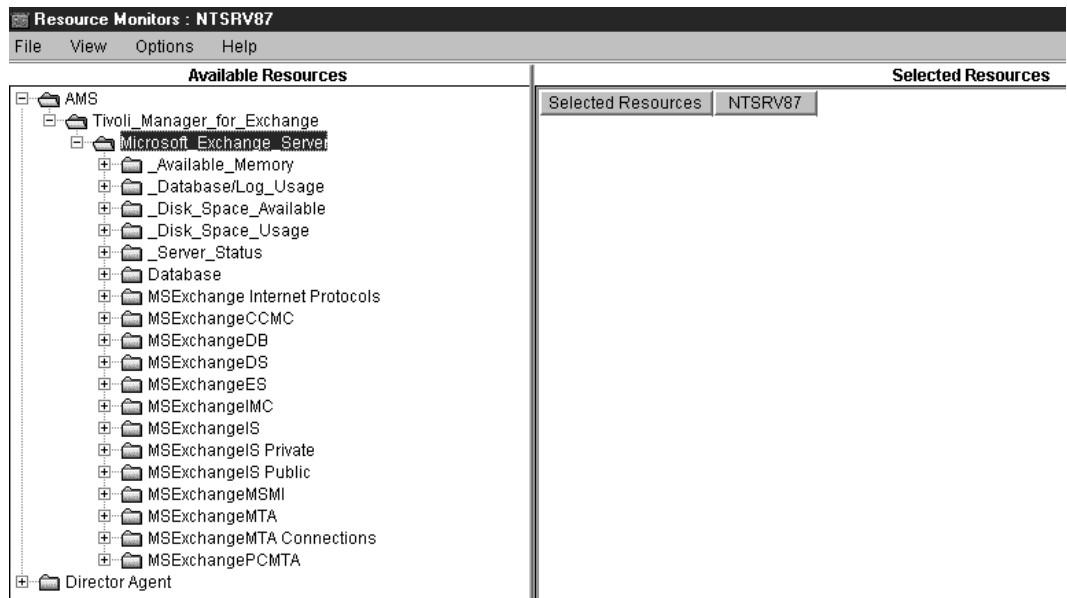 Resource Monitors : NTSRV87
File View Options Help
Available Resources
Selected Resources
AMS
Tivoli_Manager_for_Exchange
Microsoft_Exchange_Server
_Available_Memory
_Database/Log_Usage
_Disk_Space_Available
_Disk_Space_Usage
_Server_Status
Database
MSExchange Internet Protocols
MSExchangeCCMC
MSExchangeDB
MSExchangeDS
MSExchangeES
MSExchangeIMC
MSExchangeIS
MSExchangeIS Private
MSExchangeIS Public
MSExchangeMSMI
MSExchangeMTA
MSExchangeMTA Connections
MSExchangePCMTA
Director Agent
Selected Resources NTSRV87